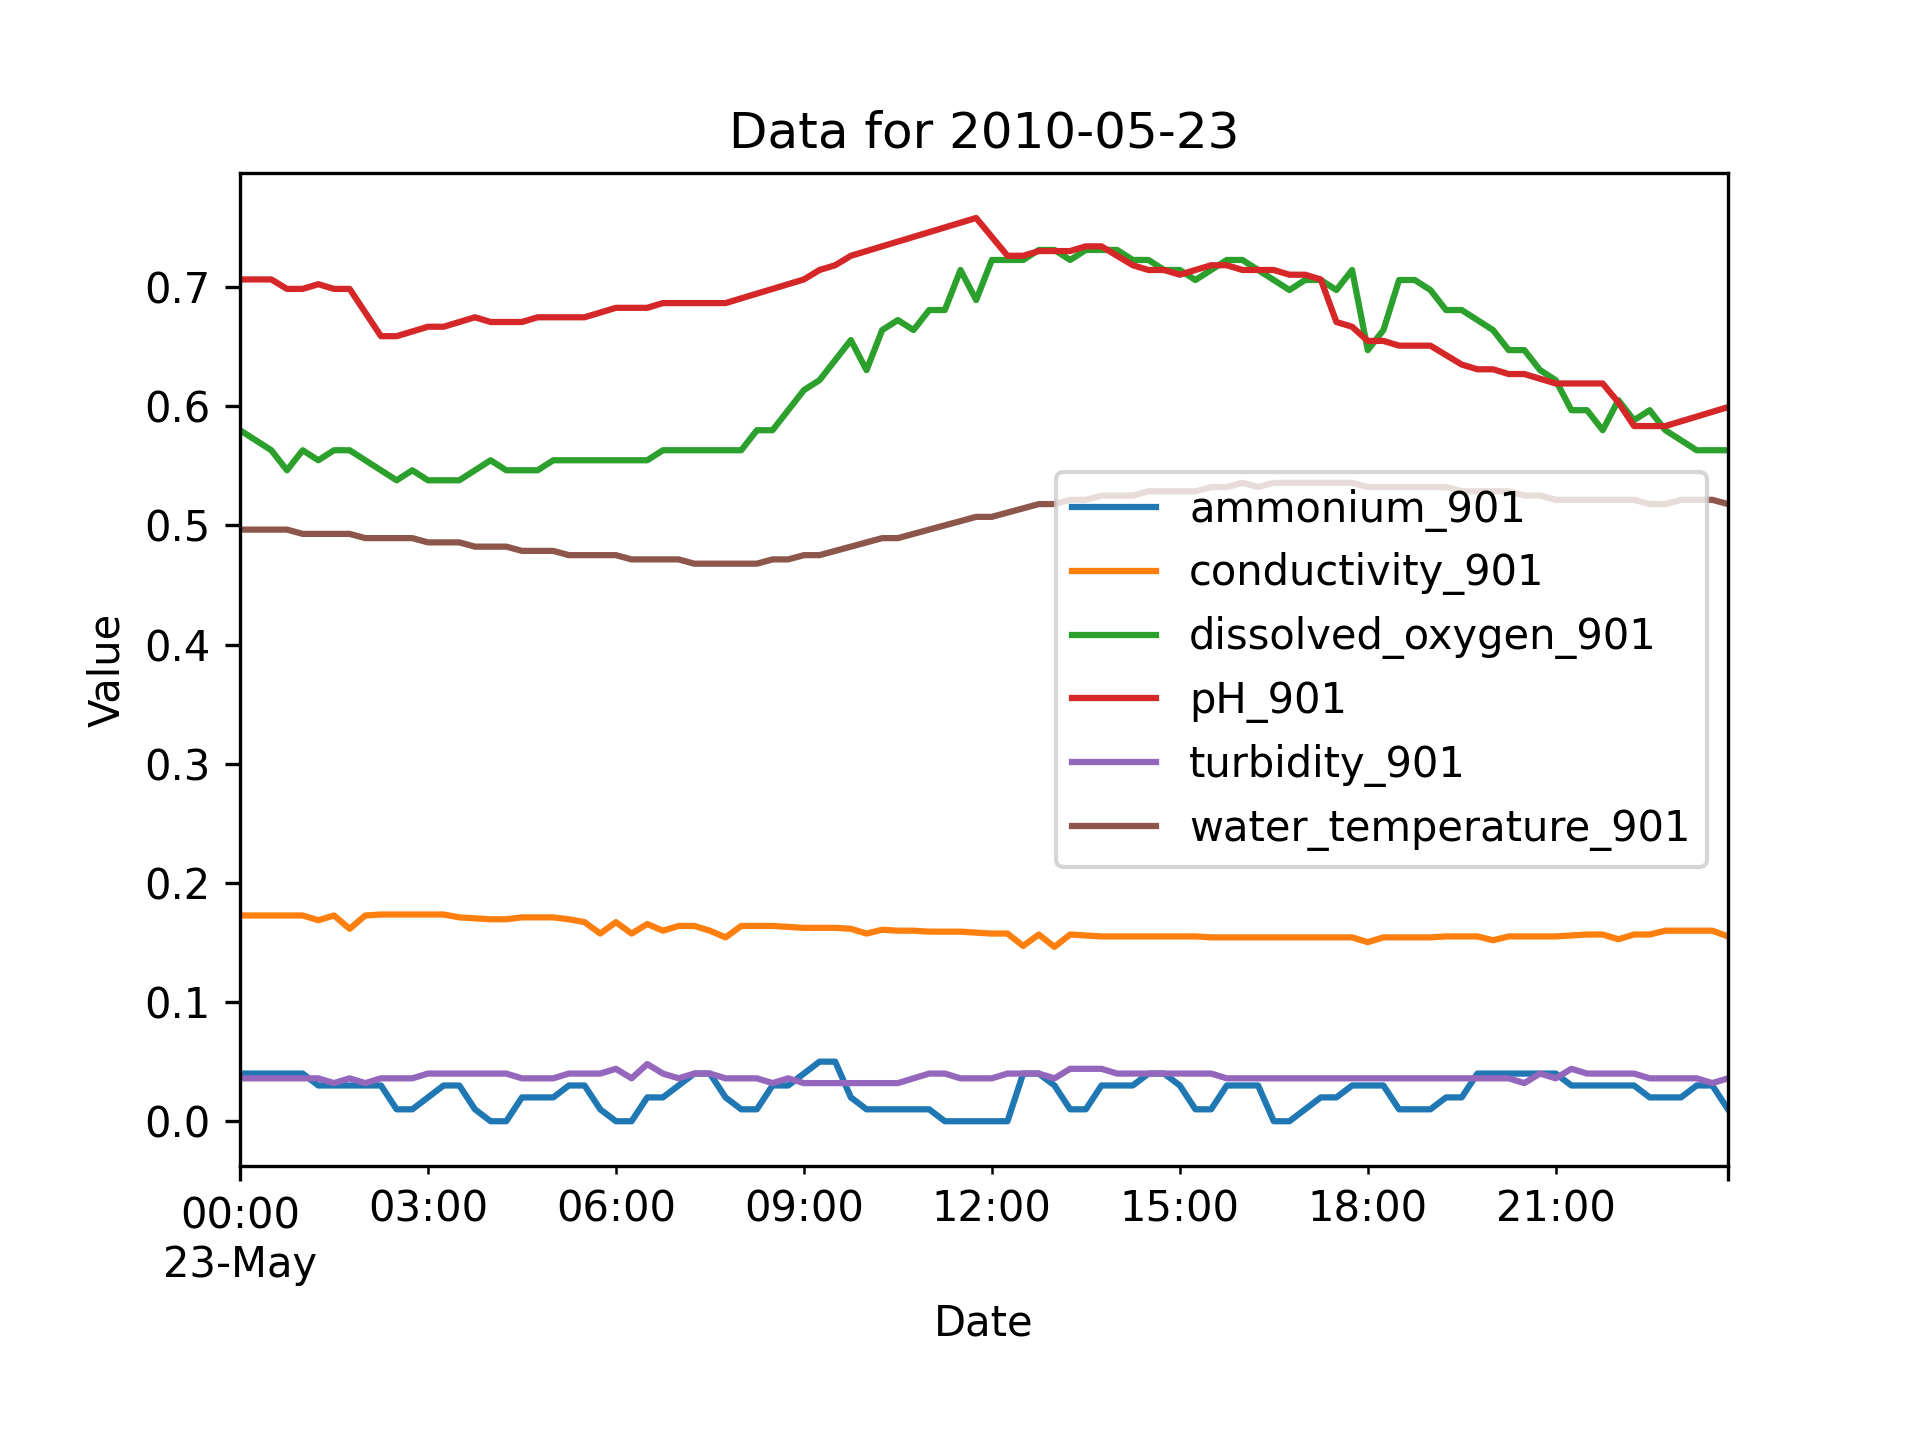 Data for 2010-05-23
Value
0.7
0.6
0.5
0.4
0.3
0.2
0.1
0.0
ammonium_901
conductivity_901
dissolved_oxygen_901
pH_901
turbidity_901
water_temperature_901
00:00 03:00 06:00 09:00 12:00 15:00 18:00 21:00
23-May
Date